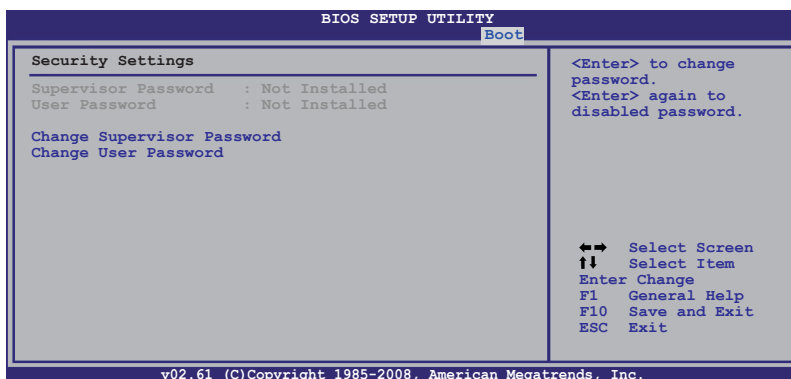 BIOS SETUP UTILITY
Boot
Security Settings
Supervisor Password : Not Installed
User Password : Not Installed
Change Supervisor Password
Change User Password
<Enter> to change
password.
<Enter> again to
disabled password.
←→ Select Screen
↑↓ Select Item
Enter Change
F1 General Help
F10 Save and Exit
ESC Exit
v02.61 (C)Copyright 1985-2008, American Megatrends, Inc.